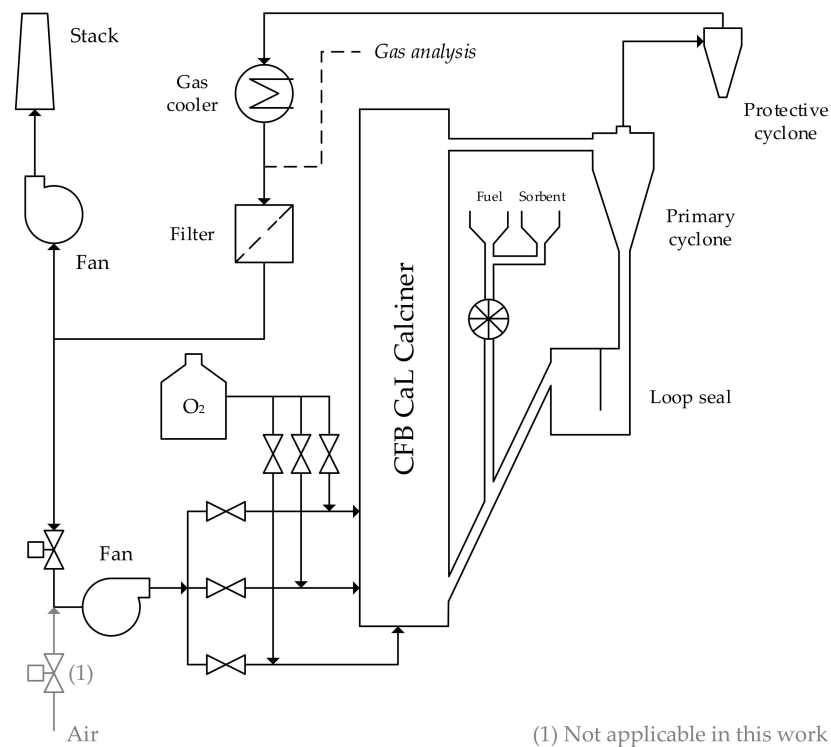 Stack
Gas analysis
Gas
cooler
Protective
cyclone
Fuel
Sorbent
Primary
cyclone
Filter
Fan
CFB CaL Calciner
O₂
Loop seal
Fan
(1)
Air
(1) Not applicable in this work